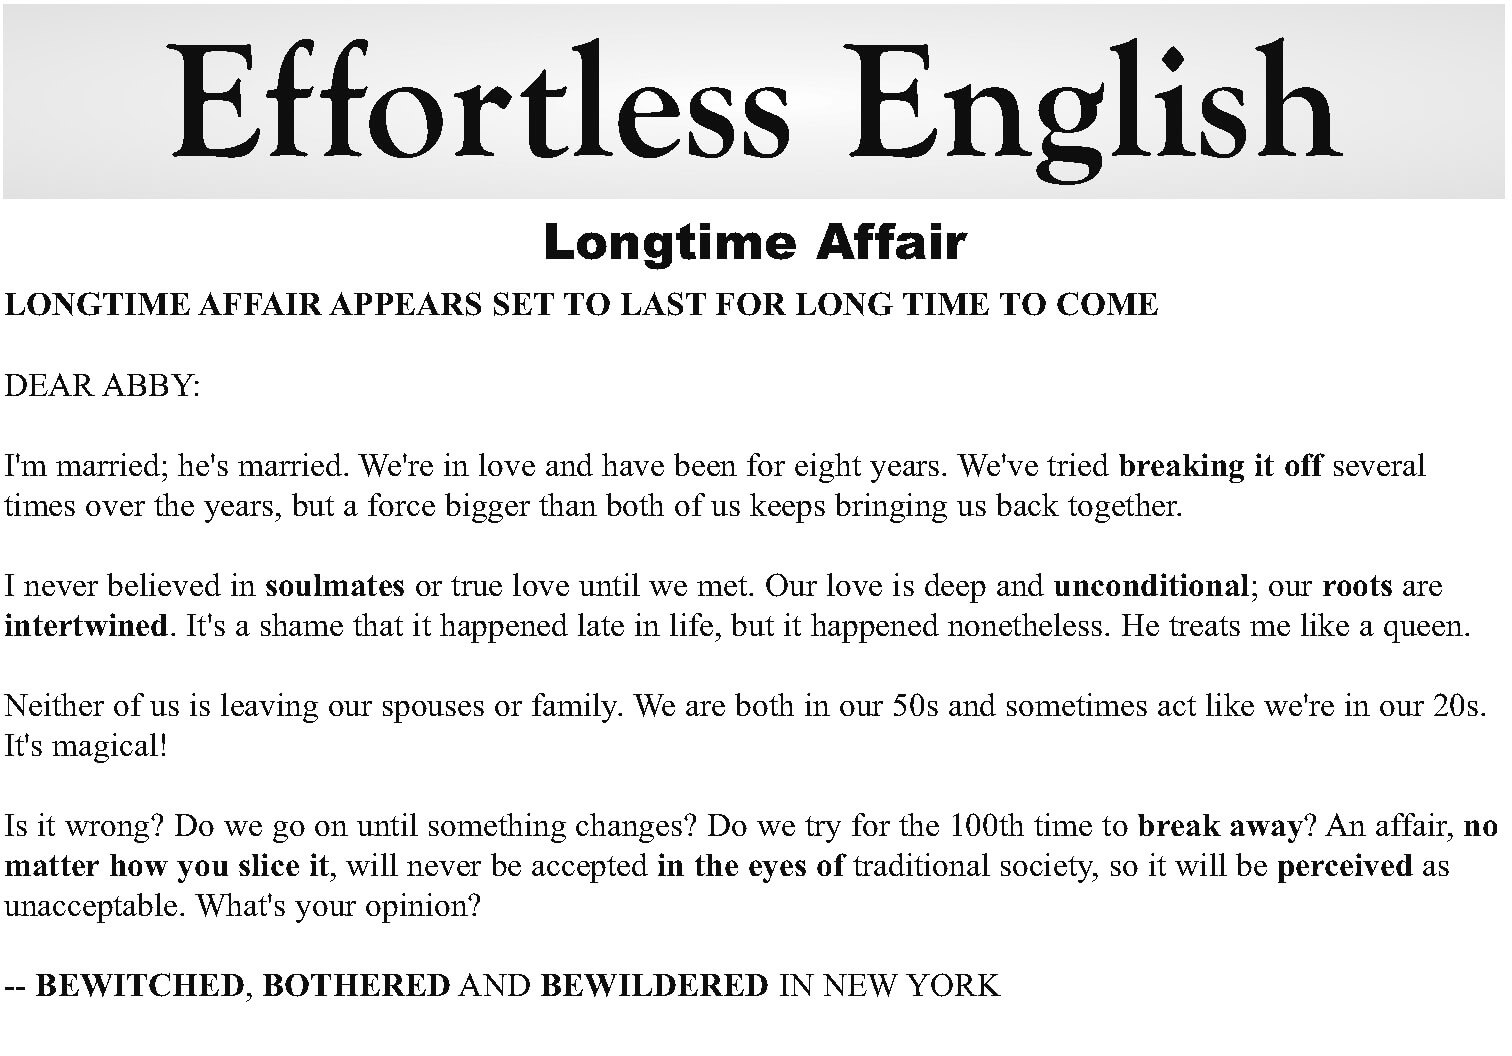 Effortless English
Longtime Affair
LONGTIME AFFAIR APPEARS SET TO LAST FOR LONG TIME TO COME
DEAR ABBY:
I'm married; he's married. We're in love and have been for eight years. We've tried breaking it off several
times over the years, but a force bigger than both of us keeps bringing us back together.
I never believed in soulmates or true love until we met. Our love is deep and unconditional; our roots are
intertwined. It's a shame that it happened late in life, but it happened nonetheless. He treats me like a queen.
Neither of us is leaving our spouses or family. We are both in our 50s and sometimes act like we're in our 20s.
It's magical!
Is it wrong? Do we go on until something changes? Do we try for the 100th time to break away? An affair, no
matter how you slice it, will never be accepted in the eyes of traditional society, so it will be perceived as
unacceptable. What's your opinion?
-- BEWITCHED, BOTHERED AND BEWILDERED IN NEW YORK